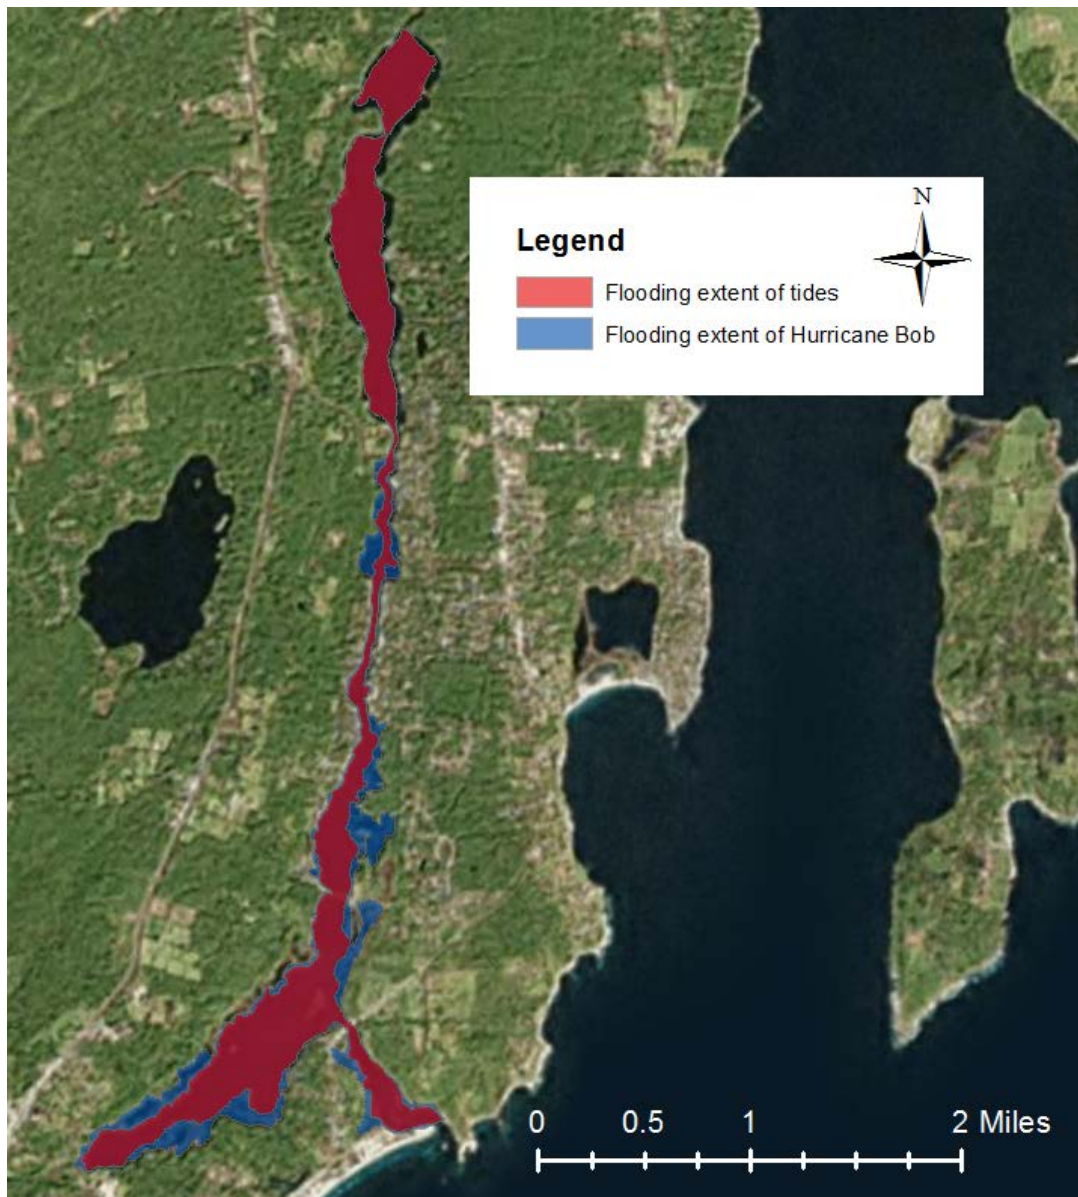 N
Legend
Flooding extent of tides
Flooding extent of Hurricane Bob
0 0.5 1 2 Miles